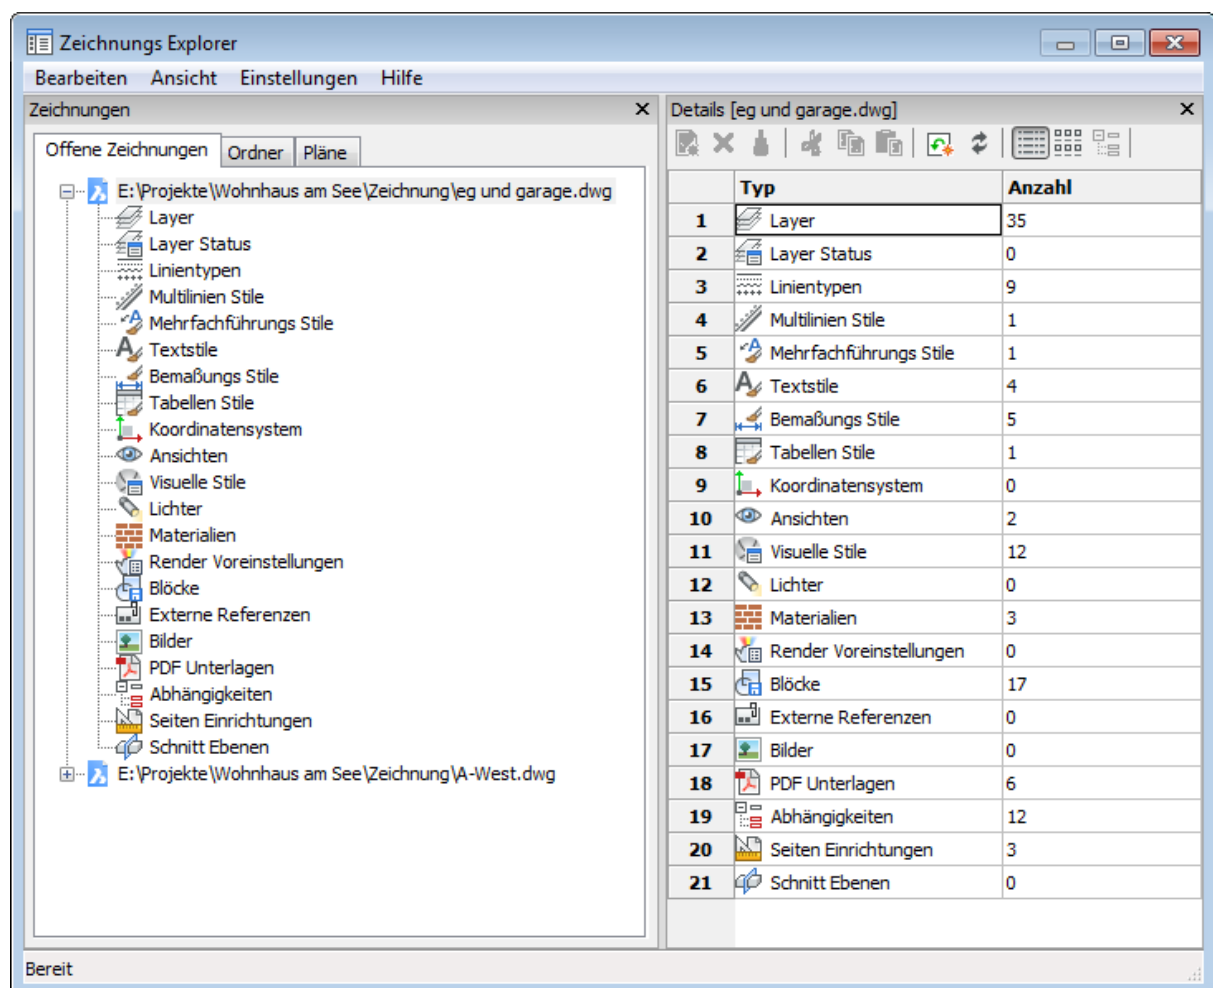 Zeichnungs Explorer
Bearbeiten Ansicht Einstellungen Hilfe
Zeichnungen
Offene Zeichnungen Ordner Pläne
E:\Projekte\Wohnhaus am See\Zeichnung\eg und garage.dwg
Layer
Layer Status
Linientypen
Multilinien Stile
Mehrfachführungs Stile
Textstile
Bemaßungs Stile
Tabellen Stile
Koordinatensystem
Ansichten
Visuelle Stile
Lichter
Materialien
Render Voreinstellungen
Blöcke
Externe Referenzen
Bilder
PDF Unterlagen
Abhängigkeiten
Seiten Einrichtungen
Schnitt Ebenen
E:\Projekte\Wohnhaus am See\Zeichnung\A-West.dwg
Details [eg und garage.dwg]
Typ Anzahl
1 Layer 35
2 Layer Status 0
3 Linientypen 9
4 Multilinien Stile 1
5 Mehrfachführungs Stile 1
6 Textstile 4
7 Bemaßungs Stile 5
8 Tabellen Stile 1
9 Koordinatensystem 0
10 Ansichten 2
11 Visuelle Stile 12
12 Lichter 0
13 Materialien 3
14 Render Voreinstellungen 0
15 Blöcke 17
16 Externe Referenzen 0
17 Bilder 0
18 PDF Unterlagen 6
19 Abhängigkeiten 12
20 Seiten Einrichtungen 3
21 Schnitt Ebenen 0
Bereit